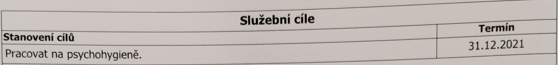 Služební cíle
Stanovení cílů Termín
Pracovat na psychohygieně. 31.12.2021